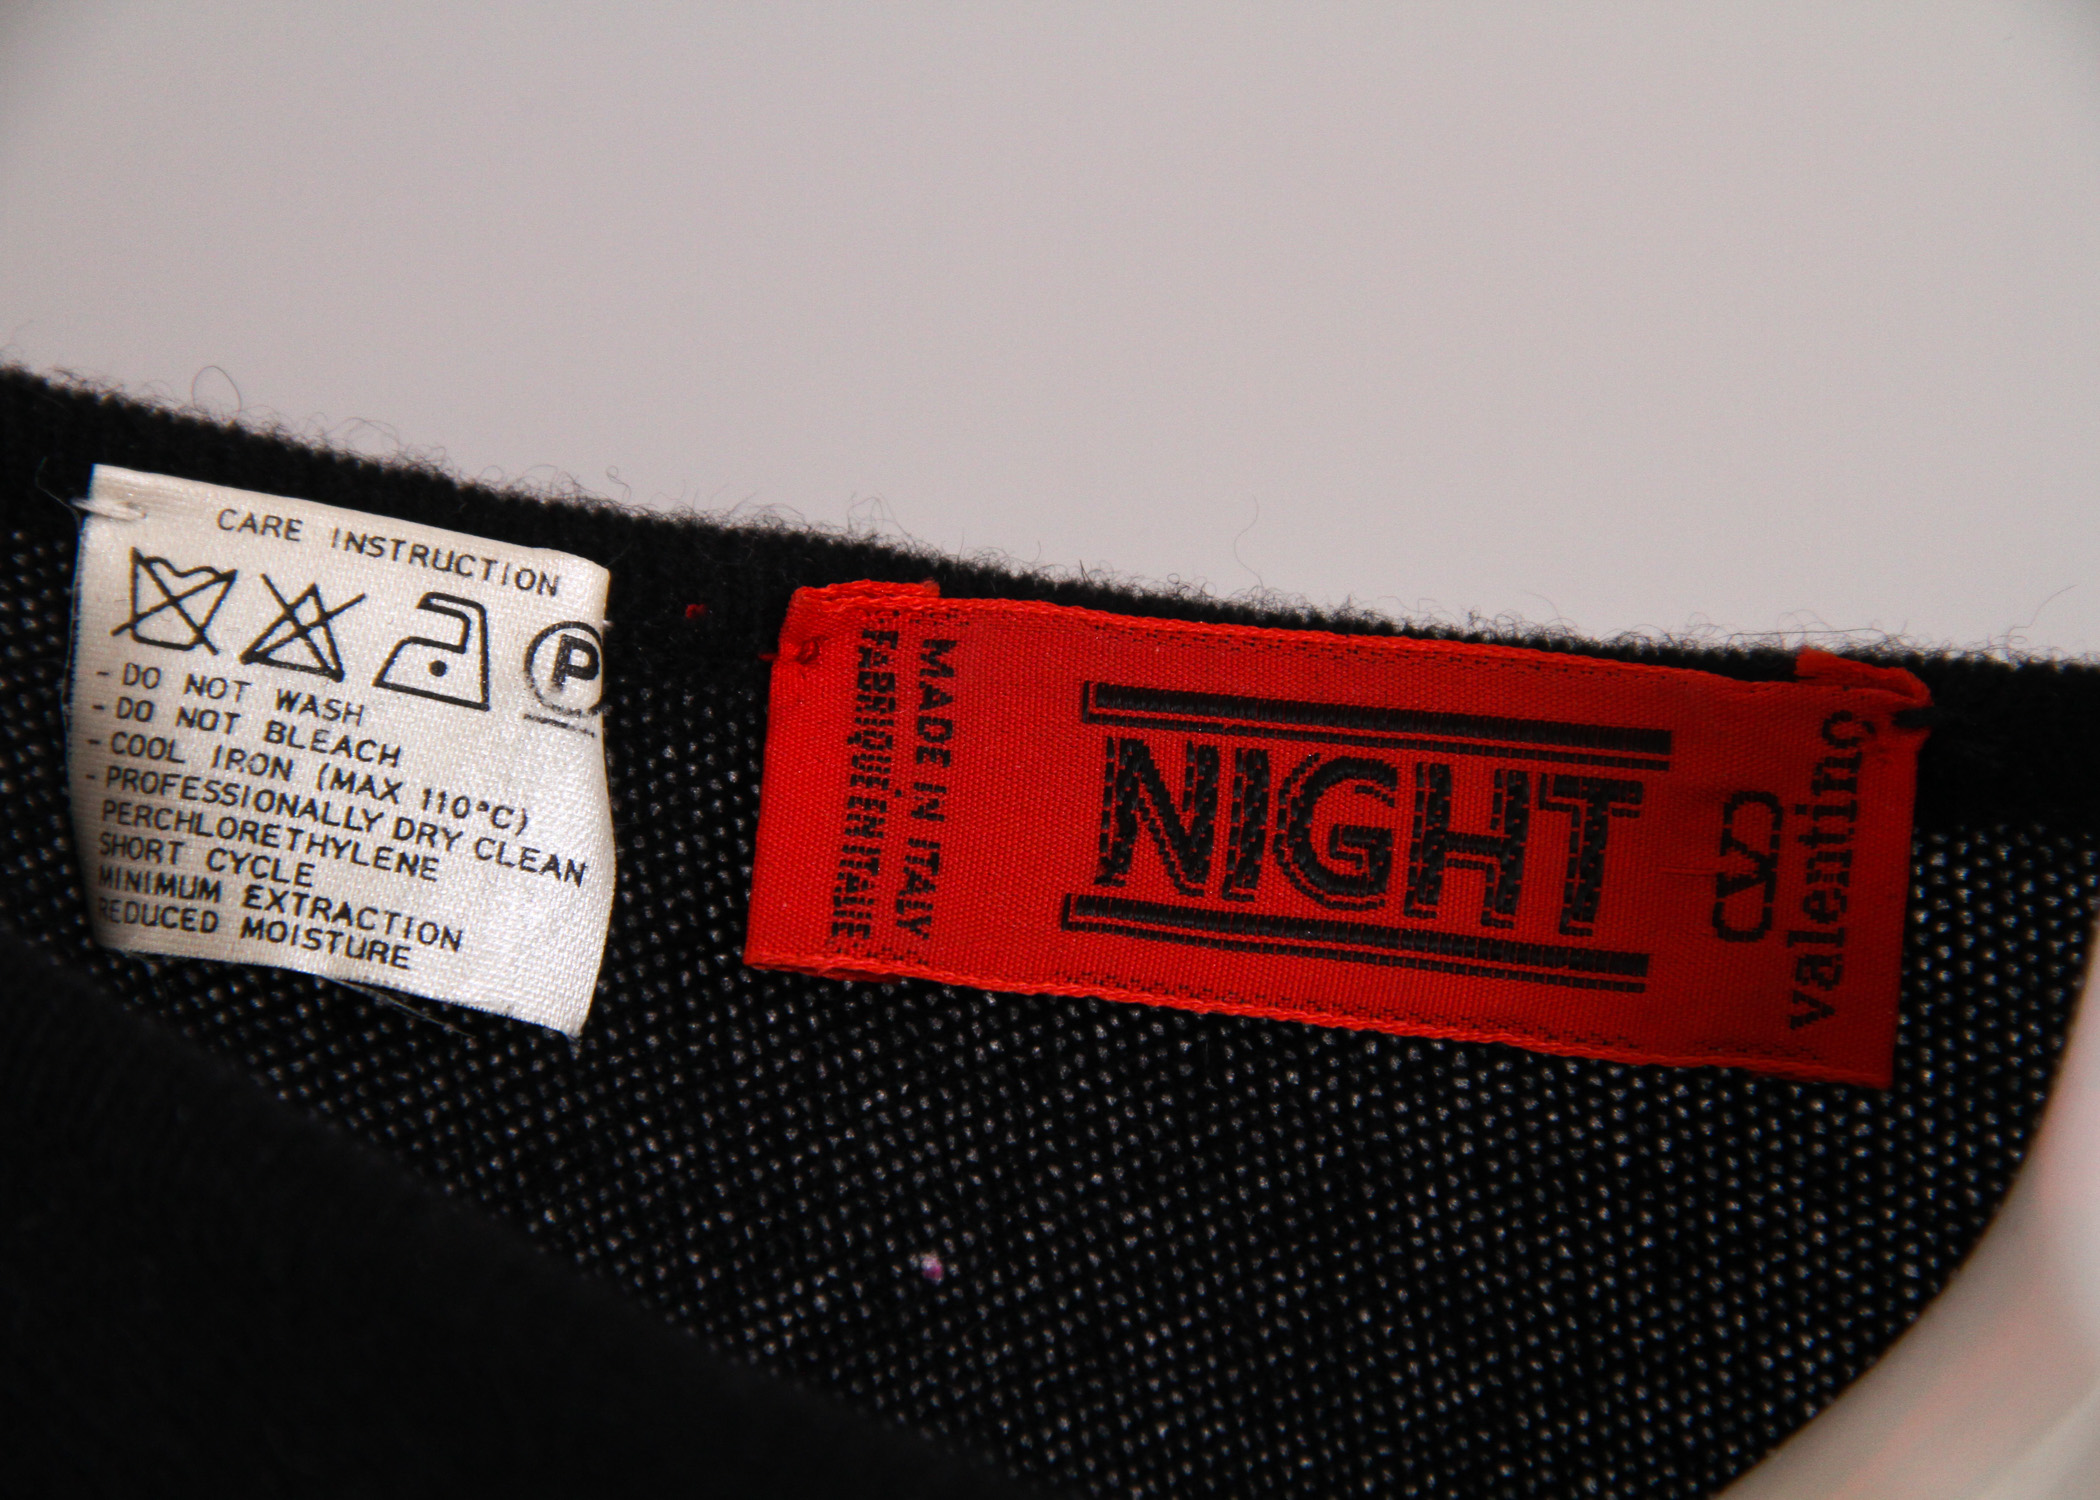 CARE INSTRUCTION
P
- DO NOT WASH
- DO NOT BLEACH
- COOL IRON (MAX 110°C)
- PROFESSIONALLY DRY CLEAN
PERCHLORETHYLENE
SHORT CYCLE
MINIMUM EXTRACTION
REDUCED MOISTURE
MADE IN ITALY
FABRIQUÉ EN ITALIE
NIGHT
valentino